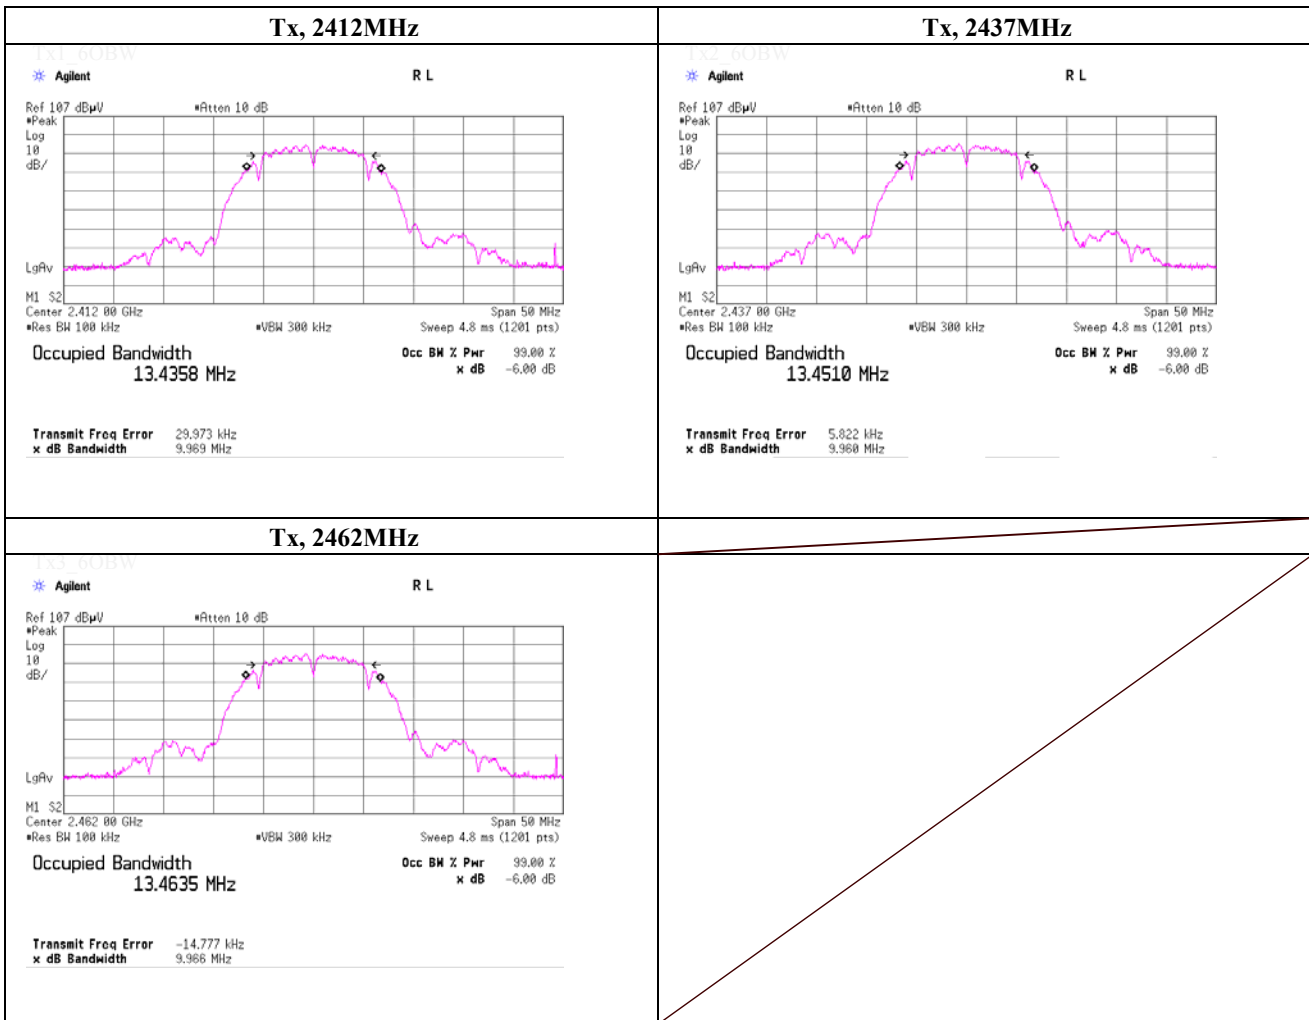 Tx, 2412MHz
Tx1_6OBW
Agilent R L
Ref 107 dBµV #Atten 10 dB
#Peak
Log
10
dB/
LgAv
M1 S2
Center 2.412 00 GHz Span 50 MHz
#Res BW 100 kHz #VBW 300 kHz Sweep 4.8 ms (1201 pts)
Occupied Bandwidth Occ BW % Pwr 99.00 %
13.4358 MHz x dB -6.00 dB
Transmit Freq Error 29.973 kHz
x dB Bandwidth 9.969 MHz
Tx, 2437MHz
Tx2_6OBW
Agilent R L
Ref 107 dBµV #Atten 10 dB
#Peak
Log
10
dB/
LgAv
M1 S2
Center 2.437 00 GHz Span 50 MHz
#Res BW 100 kHz #VBW 300 kHz Sweep 4.8 ms (1201 pts)
Occupied Bandwidth Occ BW % Pwr 99.00 %
13.4510 MHz x dB -6.00 dB
Transmit Freq Error 5.822 kHz
x dB Bandwidth 9.960 MHz
Tx, 2462MHz
Tx3_6OBW
Agilent R L
Ref 107 dBµV #Atten 10 dB
#Peak
Log
10
dB/
LgAv
M1 S2
Center 2.462 00 GHz Span 50 MHz
#Res BW 100 kHz #VBW 300 kHz Sweep 4.8 ms (1201 pts)
Occupied Bandwidth Occ BW % Pwr 99.00 %
13.4635 MHz x dB -6.00 dB
Transmit Freq Error -14.777 kHz
x dB Bandwidth 9.966 MHz